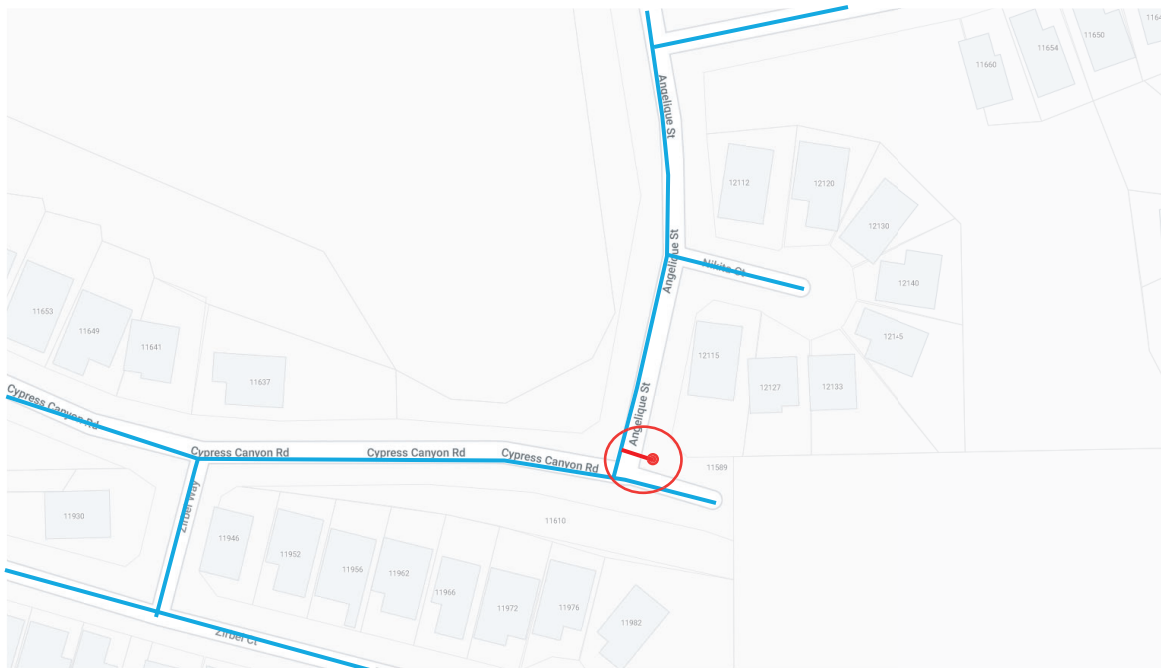 1164
11650
11654
11660
Angelique St
12112
12120
12130
Angelique St
Nikita Ct
12140
11653
11649
11641
12145
12115
11637
12127
12133
Cypress Canyon Rd
Angelique St
Cypress Canyon Rd
Cypress Canyon Rd
Cypress Canyon Rd
11589
Zirbel Way
11930
11610
11946
11952
11956
11962
11966
11972
11976
11982
Zirbel Ct